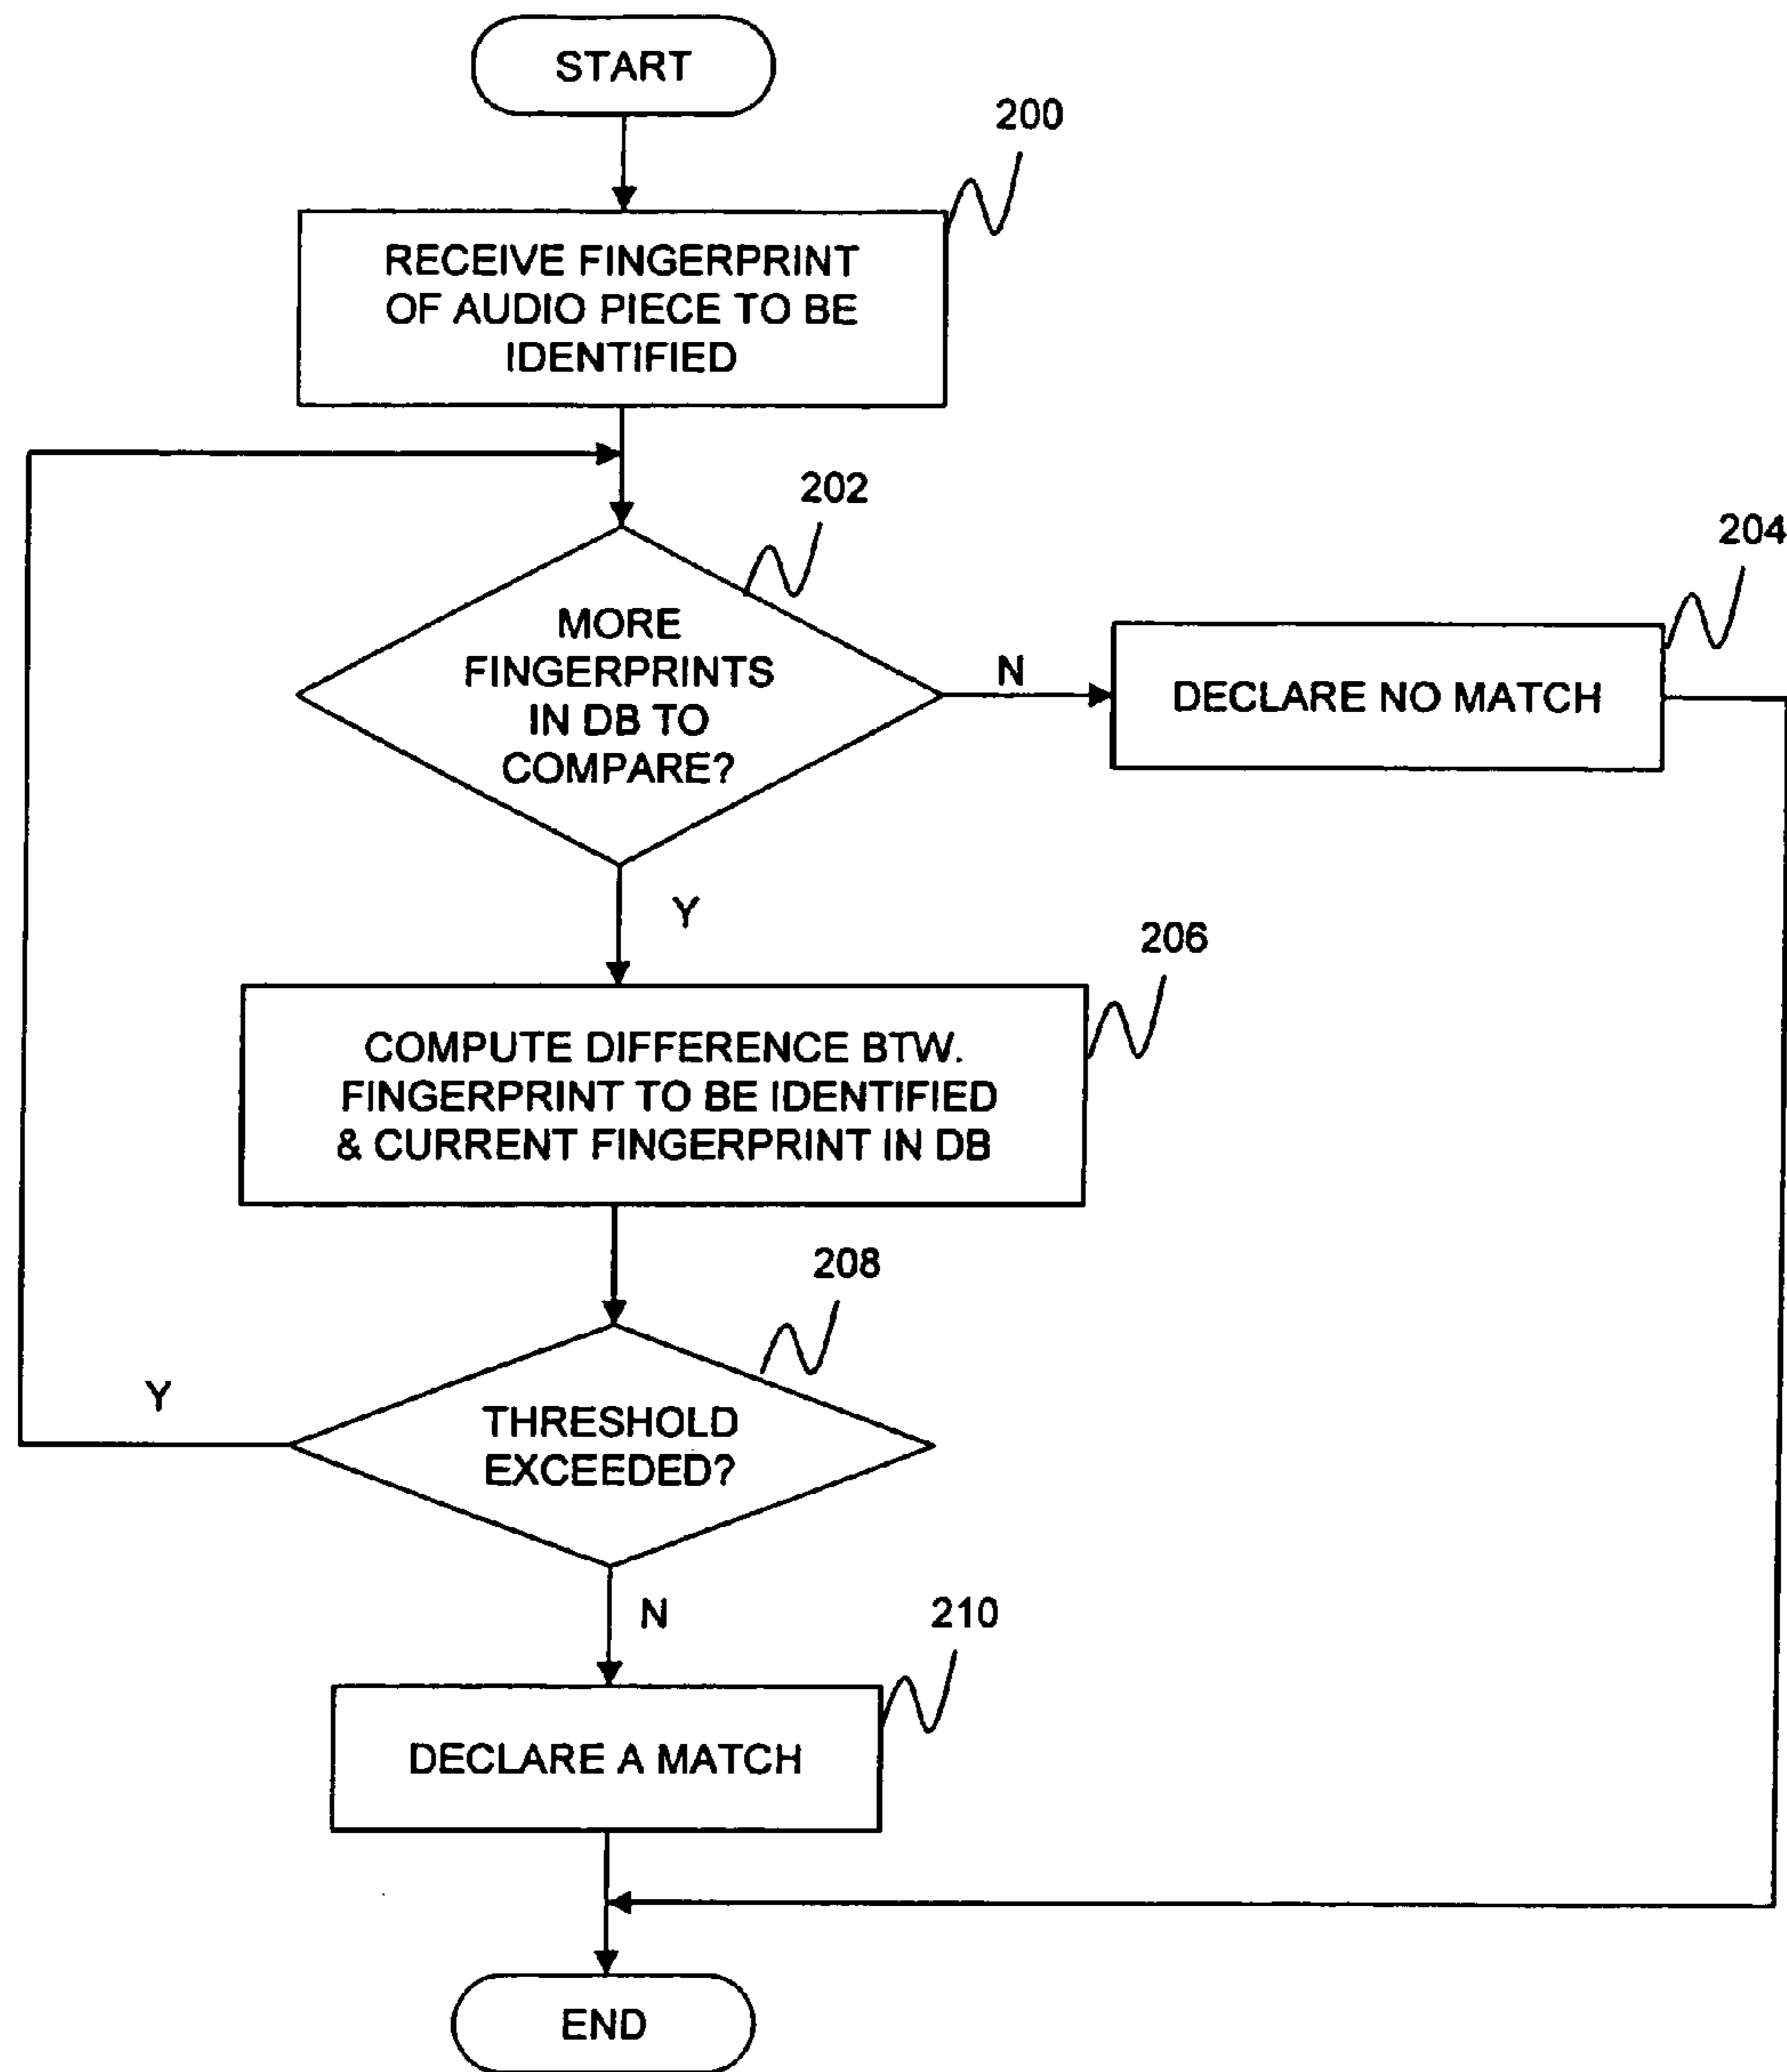 START
200
RECEIVE FINGERPRINT
OF AUDIO PIECE TO BE
IDENTIFIED
202
MORE
FINGERPRINTS
IN DB TO
COMPARE?
N
204
DECLARE NO MATCH
Y
206
COMPUTE DIFFERENCE BTW.
FINGERPRINT TO BE IDENTIFIED
& CURRENT FINGERPRINT IN DB
208
THRESHOLD
EXCEEDED?
Y
N
210
DECLARE A MATCH
END